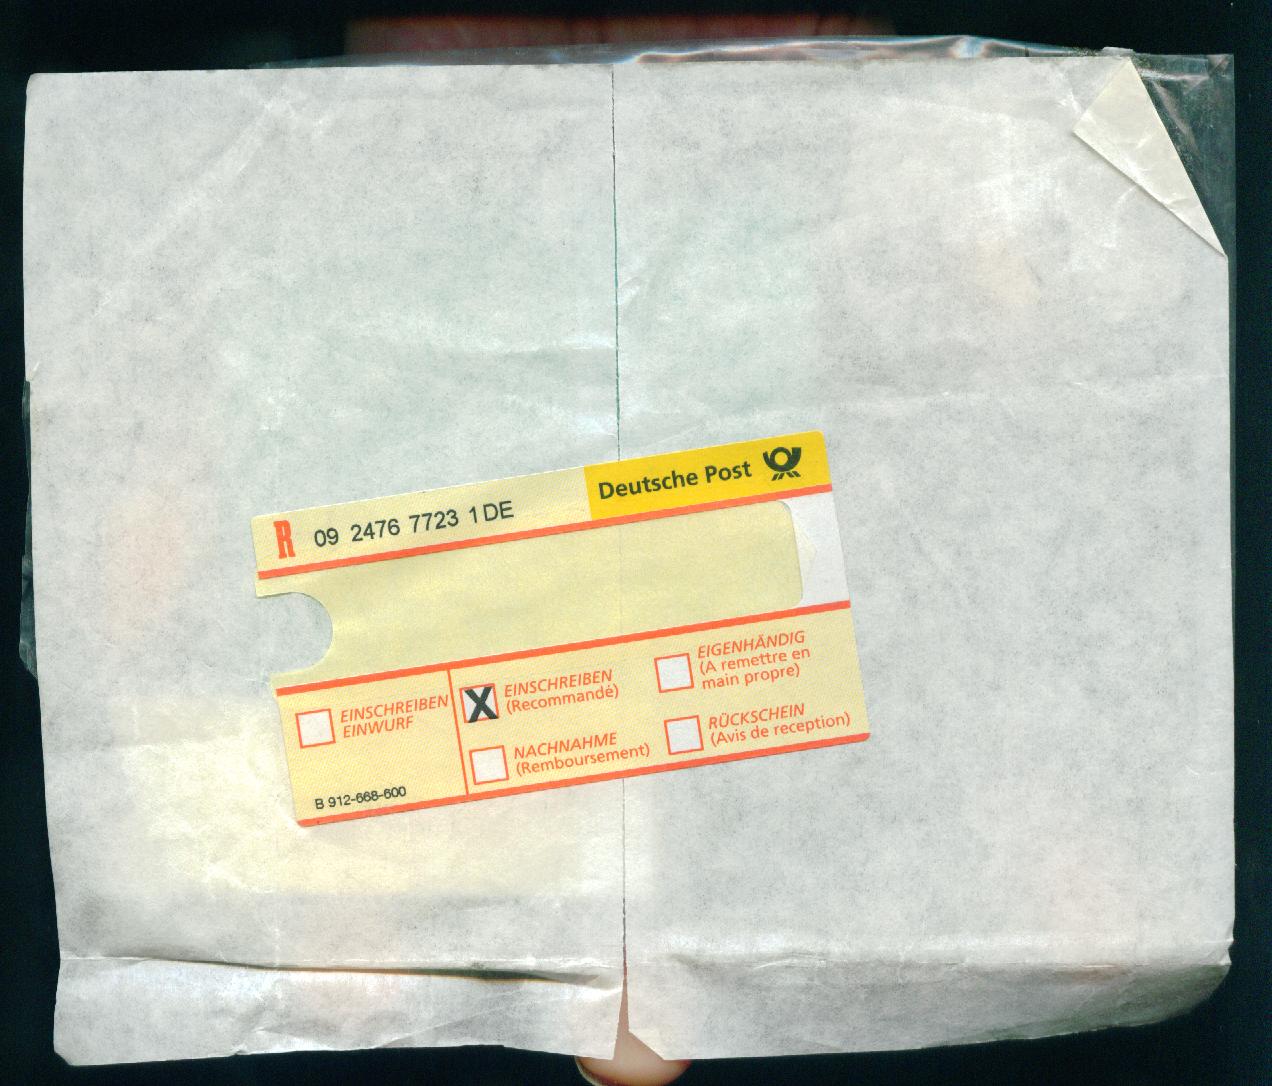 Deutsche Post
R 09 2476 7723 1DE
EINSCHREIBEN
EINWURF
X EINSCHREIBEN
(Recommandé)
EIGENHÄNDIG
(A remettre en
main propre)
NACHNAHME
(Remboursement)
RÜCKSCHEIN
(Avis de reception)
B 912-668-600